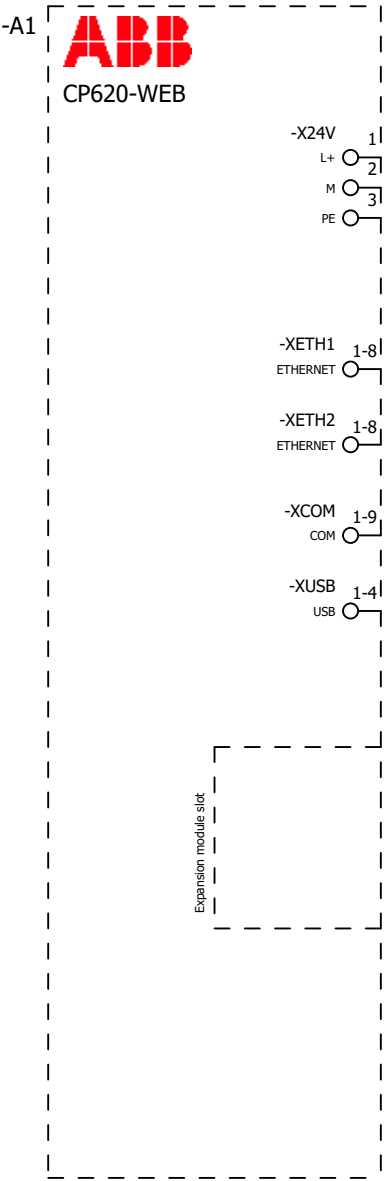 -A1
ABB
CP620-WEB
-X24V 1
L+
2
M
3
PE
-XETH1 1-8
ETHERNET
-XETH2 1-8
ETHERNET
-XCOM 1-9
COM
-XUSB 1-4
USB
Expansion module slot